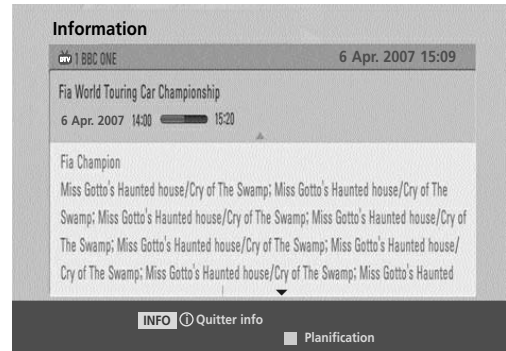 Information
DTV 1 BBC ONE 6 Apr. 2007 15:09
Fia World Touring Car Championship
6 Apr. 2007 14:00 15:20
Fia Champion
Miss Gotto's Haunted house/Cry of The Swamp; Miss Gotto's Haunted house/Cry of The
Swamp; Miss Gotto's Haunted house/Cry of The Swamp; Miss Gotto's Haunted house/Cry of
The Swamp; Miss Gotto's Haunted house/Cry of The Swamp; Miss Gotto's Haunted house/
Cry of The Swamp; Miss Gotto's Haunted house/Cry of The Swamp; Miss Gotto's Haunted
INFO i Quitter info
Planification